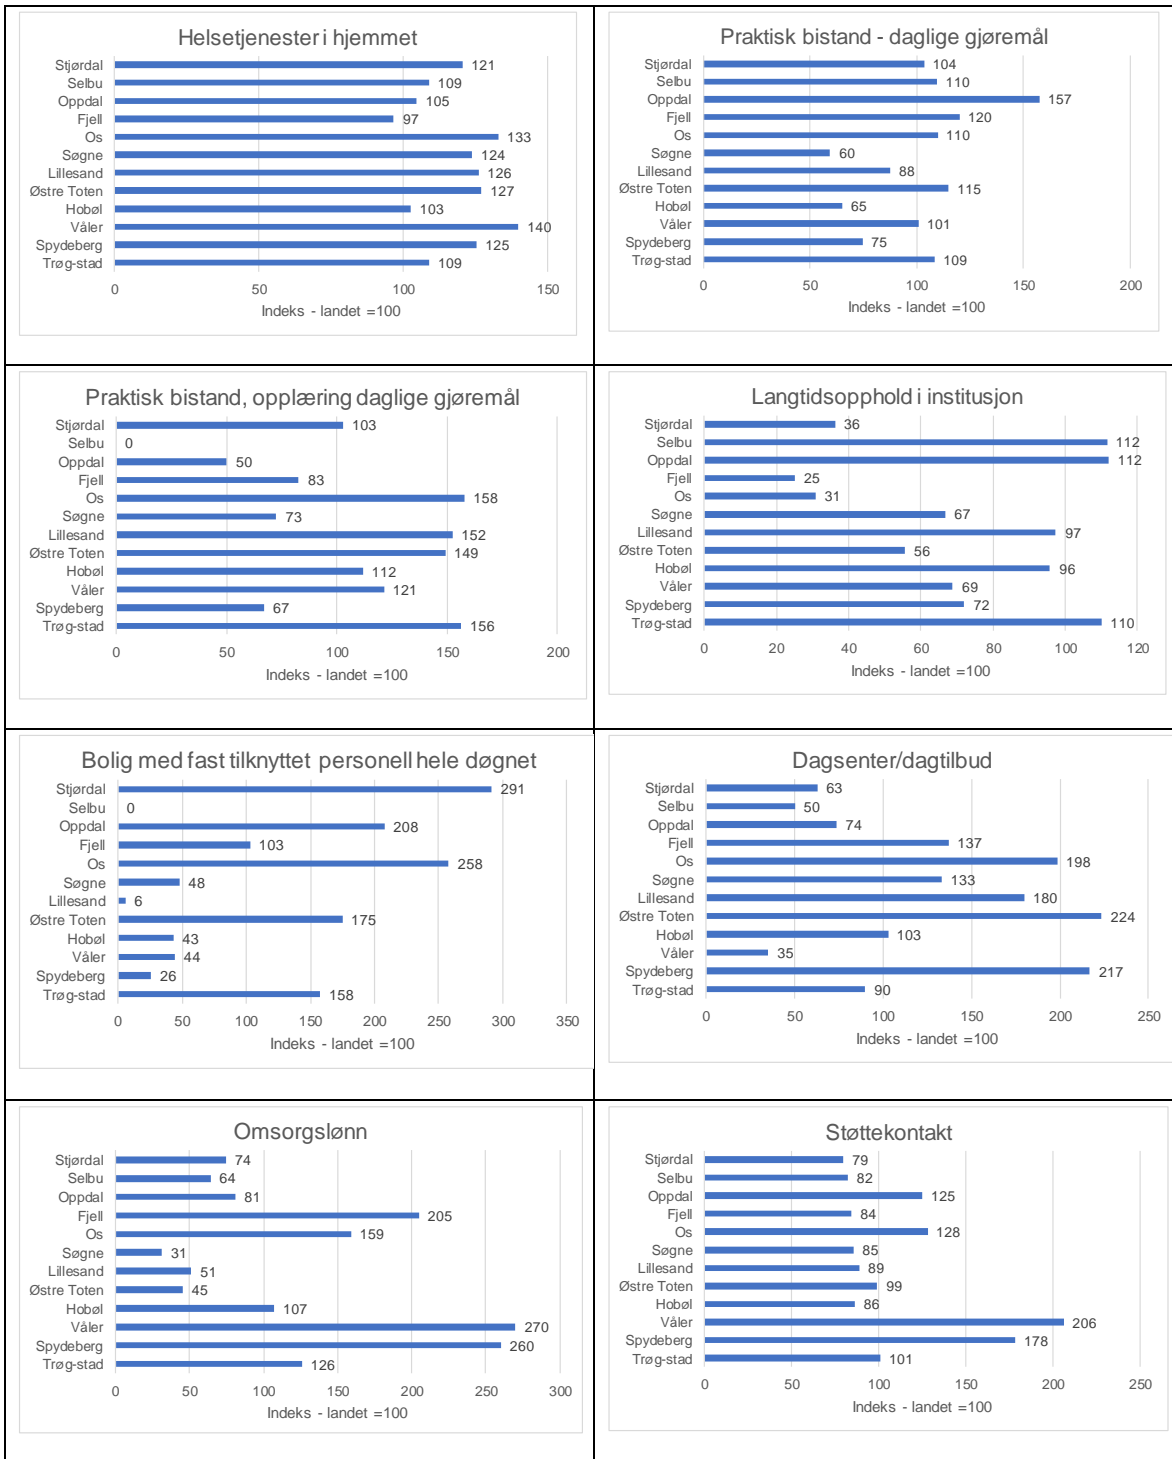 Helsetjenester i hjemmet
Stjørdal 121
Selbu 109
Oppdal 105
Fjell 97
Os 133
Søgne 124
Lillesand 126
Østre Toten 127
Hobøl 103
Våler 140
Spydeberg 125
Trøg-stad 109
0 50 100 150
Indeks - landet =100
Praktisk bistand - daglige gjøremål
Stjørdal 104
Selbu 110
Oppdal 157
Fjell 120
Os 110
Søgne 60
Lillesand 88
Østre Toten 115
Hobøl 65
Våler 101
Spydeberg 75
Trøg-stad 109
0 50 100 150 200
Indeks - landet =100
Praktisk bistand, opplæring daglige gjøremål
Stjørdal 103
Selbu 0
Oppdal 50
Fjell 83
Os 158
Søgne 73
Lillesand 152
Østre Toten 149
Hobøl 112
Våler 121
Spydeberg 67
Trøg-stad 156
0 50 100 150 200
Indeks - landet =100
Langtidsopphold i institusjon
Stjørdal 36
Selbu 112
Oppdal 112
Fjell 25
Os 31
Søgne 67
Lillesand 97
Østre Toten 56
Hobøl 96
Våler 69
Spydeberg 72
Trøg-stad 110
0 20 40 60 80 100 120
Indeks - landet =100
Bolig med fast tilknyttet personell hele døgnet
Stjørdal 291
Selbu 0
Oppdal 208
Fjell 103
Os 258
Søgne 48
Lillesand 6
Østre Toten 175
Hobøl 43
Våler 44
Spydeberg 26
Trøg-stad 158
0 50 100 150 200 250 300 350
Indeks - landet =100
Dagsenter/dagtilbud
Stjørdal 63
Selbu 50
Oppdal 74
Fjell 137
Os 198
Søgne 133
Lillesand 180
Østre Toten 224
Hobøl 103
Våler 35
Spydeberg 217
Trøg-stad 90
0 50 100 150 200 250
Indeks - landet =100
Omsorgslønn
Stjørdal 74
Selbu 64
Oppdal 81
Fjell 205
Os 159
Søgne 31
Lillesand 51
Østre Toten 45
Hobøl 107
Våler 270
Spydeberg 260
Trøg-stad 126
0 50 100 150 200 250 300
Indeks - landet =100
Støttekontakt
Stjørdal 79
Selbu 82
Oppdal 125
Fjell 84
Os 128
Søgne 85
Lillesand 89
Østre Toten 99
Hobøl 86
Våler 206
Spydeberg 178
Trøg-stad 101
0 50 100 150 200 250
Indeks - landet =100